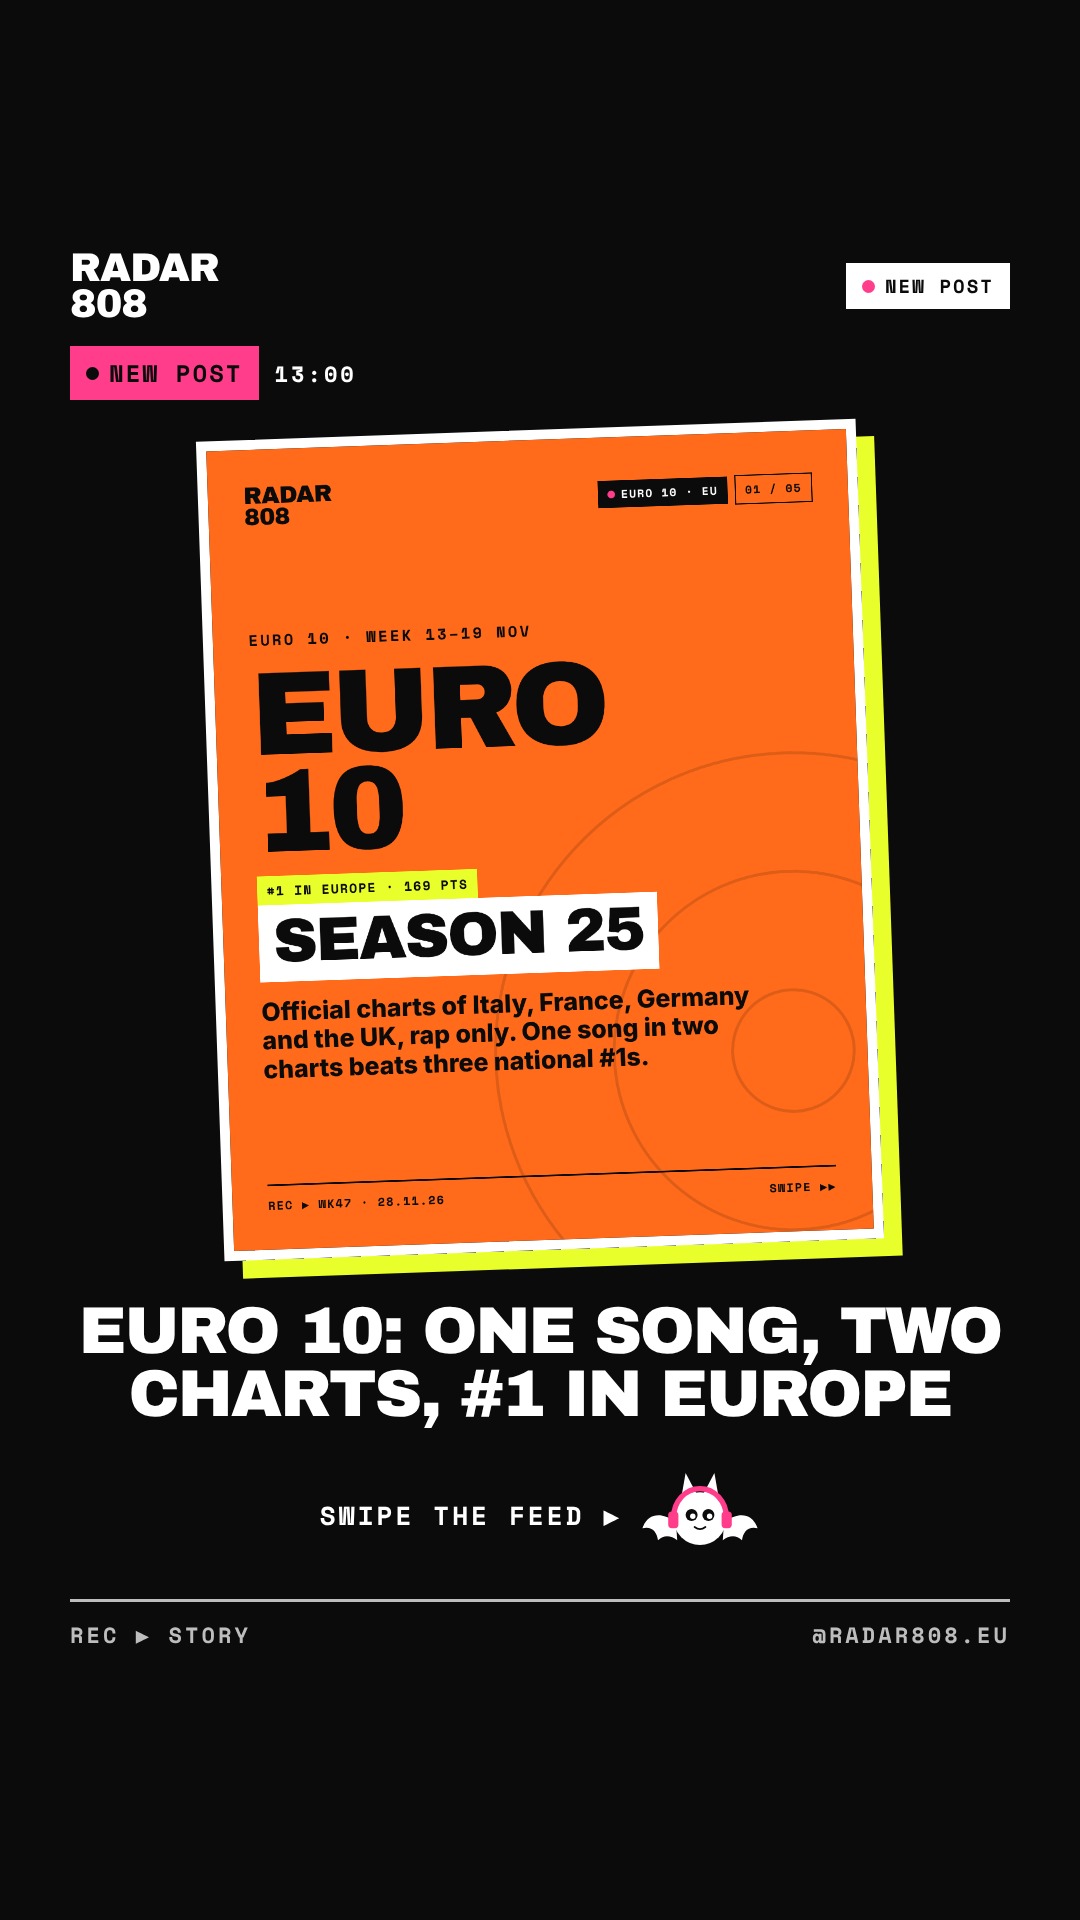 RADAR
808
NEW POST
NEW POST 13:00
RADAR
808
EURO 10 · EU
01 / 05
EURO 10 · WEEK 13–19 NOV
EURO
10
#1 IN EUROPE · 169 PTS
SEASON 25
Official charts of Italy, France, Germany
and the UK, rap only. One song in two
charts beats three national #1s.
REC ▶ WK47 · 28.11.26
SWIPE ▶▶
EURO 10: ONE SONG, TWO
CHARTS, #1 IN EUROPE
SWIPE THE FEED ▶
REC ▶ STORY
@RADAR808.EU